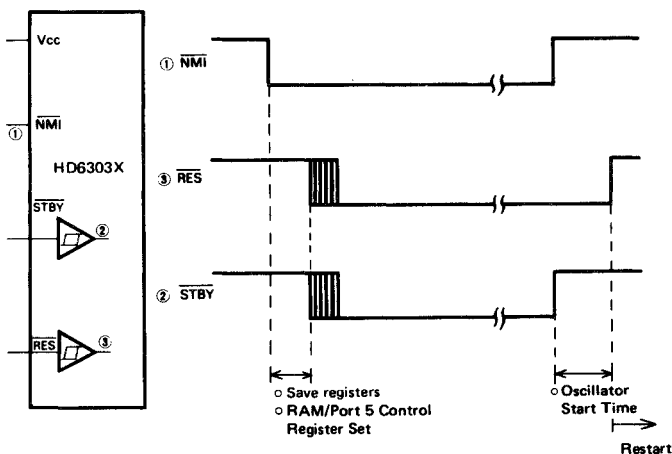 Vcc
① NMI
HD6303X
STBY
②
RES
③
① NMI
③ RES
② STBY
○ Save registers
○ RAM/Port 5 Control
Register Set
○ Oscillator
Start Time
Restart